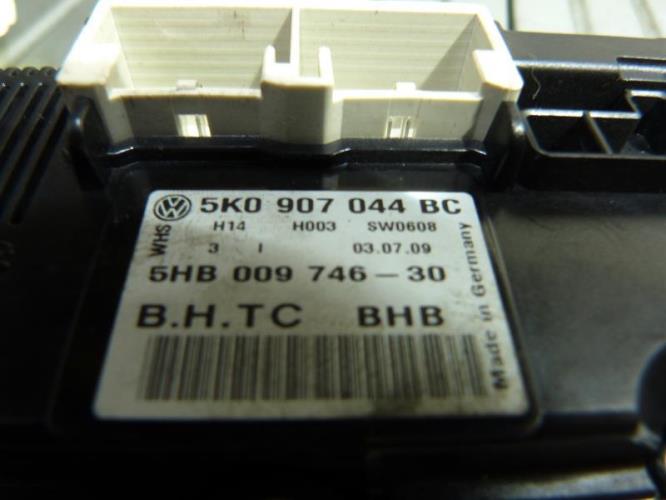 5K0 907 044 BC
H14 H003 SW0608
3 I 03.07.09
5HB 009 746-30
B.H.TC BHB
WHS
Made in Germany